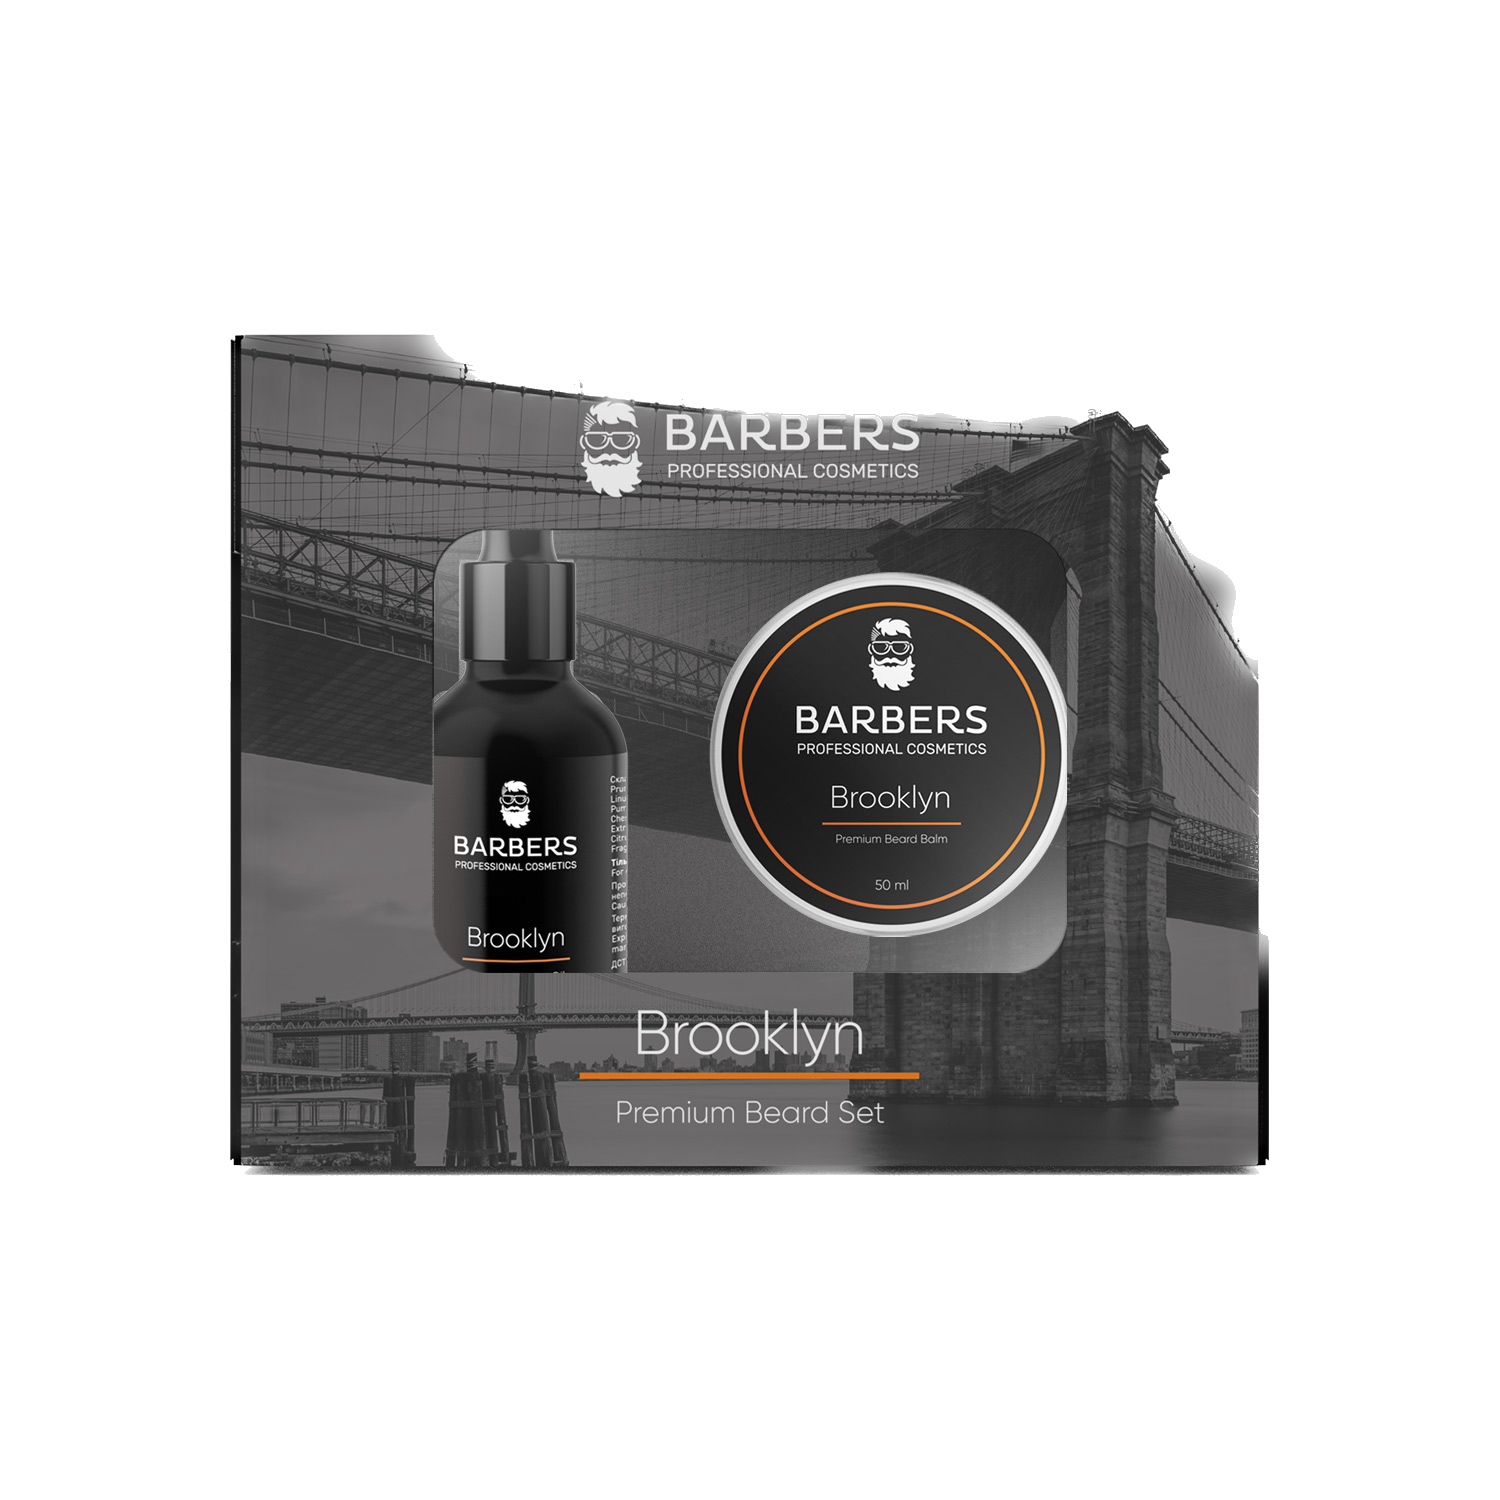 BARBERS
PROFESSIONAL COSMETICS
BARBERS
PROFESSIONAL COSMETICS
Brooklyn
BARBERS
PROFESSIONAL COSMETICS
Brooklyn
Premium Beard Balm
50 ml
Brooklyn
Premium Beard Set